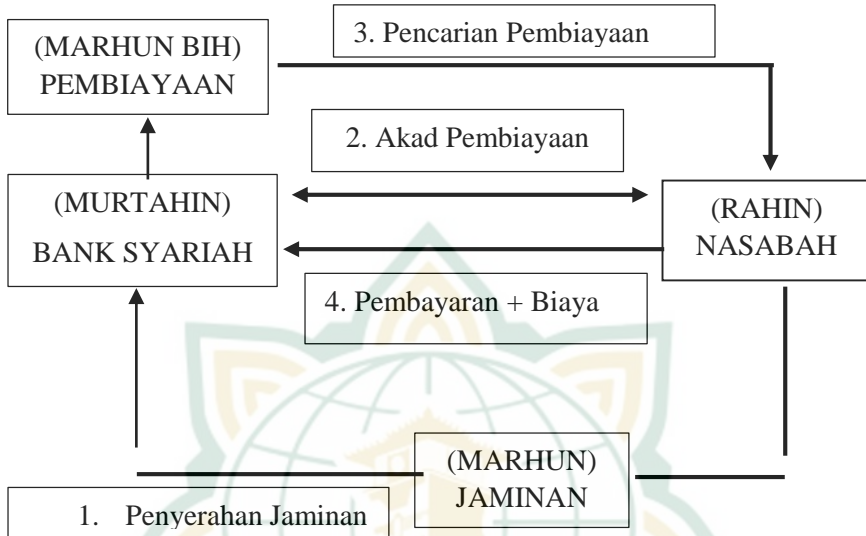 3. Pencarian Pembiayaan
(MARHUN BIH)
PEMBIAYAAN
2. Akad Pembiayaan
(MURTAHIN)
BANK SYARIAH
(RAHIN)
NASABAH
4. Pembayaran + Biaya
(MARHUN)
JAMINAN
1. Penyerahan Jaminan